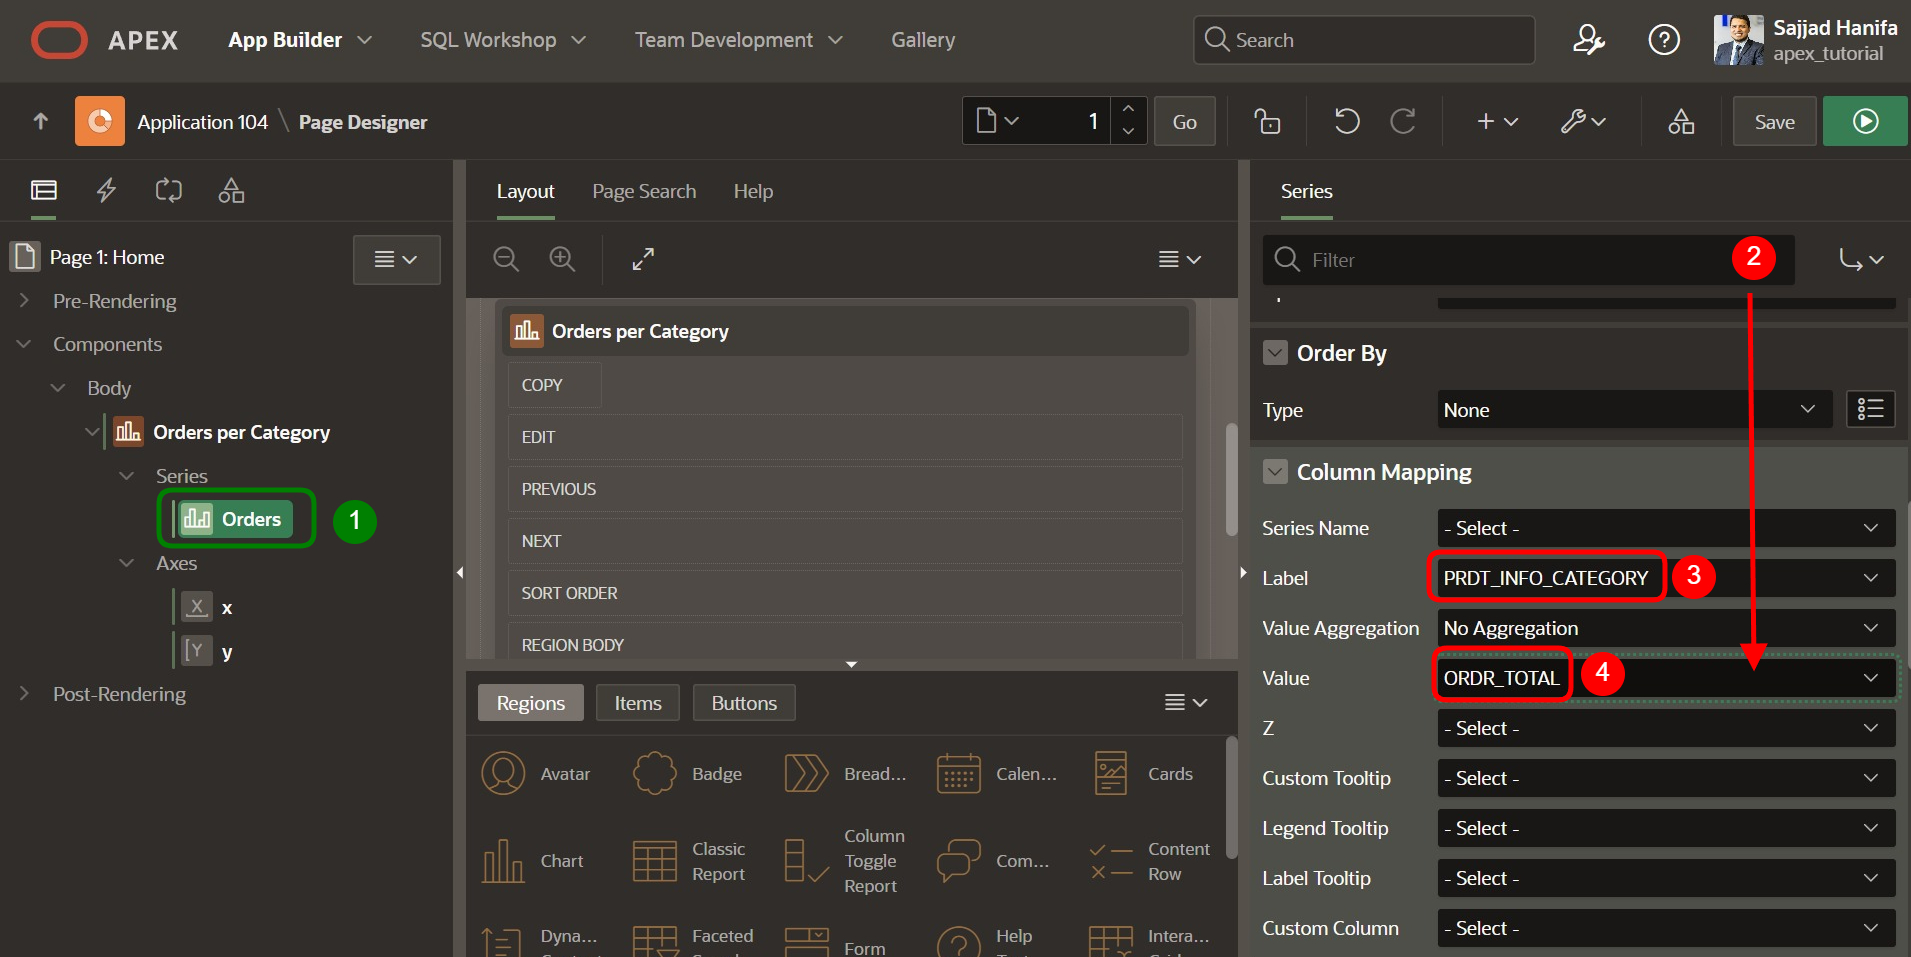 APEX App Builder SQL Workshop Team Development Gallery Search Sajjad Hanifa
apex_tutorial
Application 104 \ Page Designer 1 Go Save
Layout Page Search Help Series
Page 1: Home
Filter 2
Pre-Rendering
Components
Body
Orders per Category
Series
Orders 1
Axes
x
y
Post-Rendering
Orders per Category
COPY
EDIT
PREVIOUS
NEXT
SORT ORDER
REGION BODY
Regions Items Buttons
Avatar Badge Bread... Calen... Cards
Chart Classic Report Column Toggle Report Com... Content Row
Dyna... Faceted Form Help Intera...
Order By
Type None
Column Mapping
Series Name - Select -
Label PRDT_INFO_CATEGORY 3
Value Aggregation No Aggregation
Value ORDR_TOTAL 4
Z - Select -
Custom Tooltip - Select -
Legend Tooltip - Select -
Label Tooltip - Select -
Custom Column - Select -